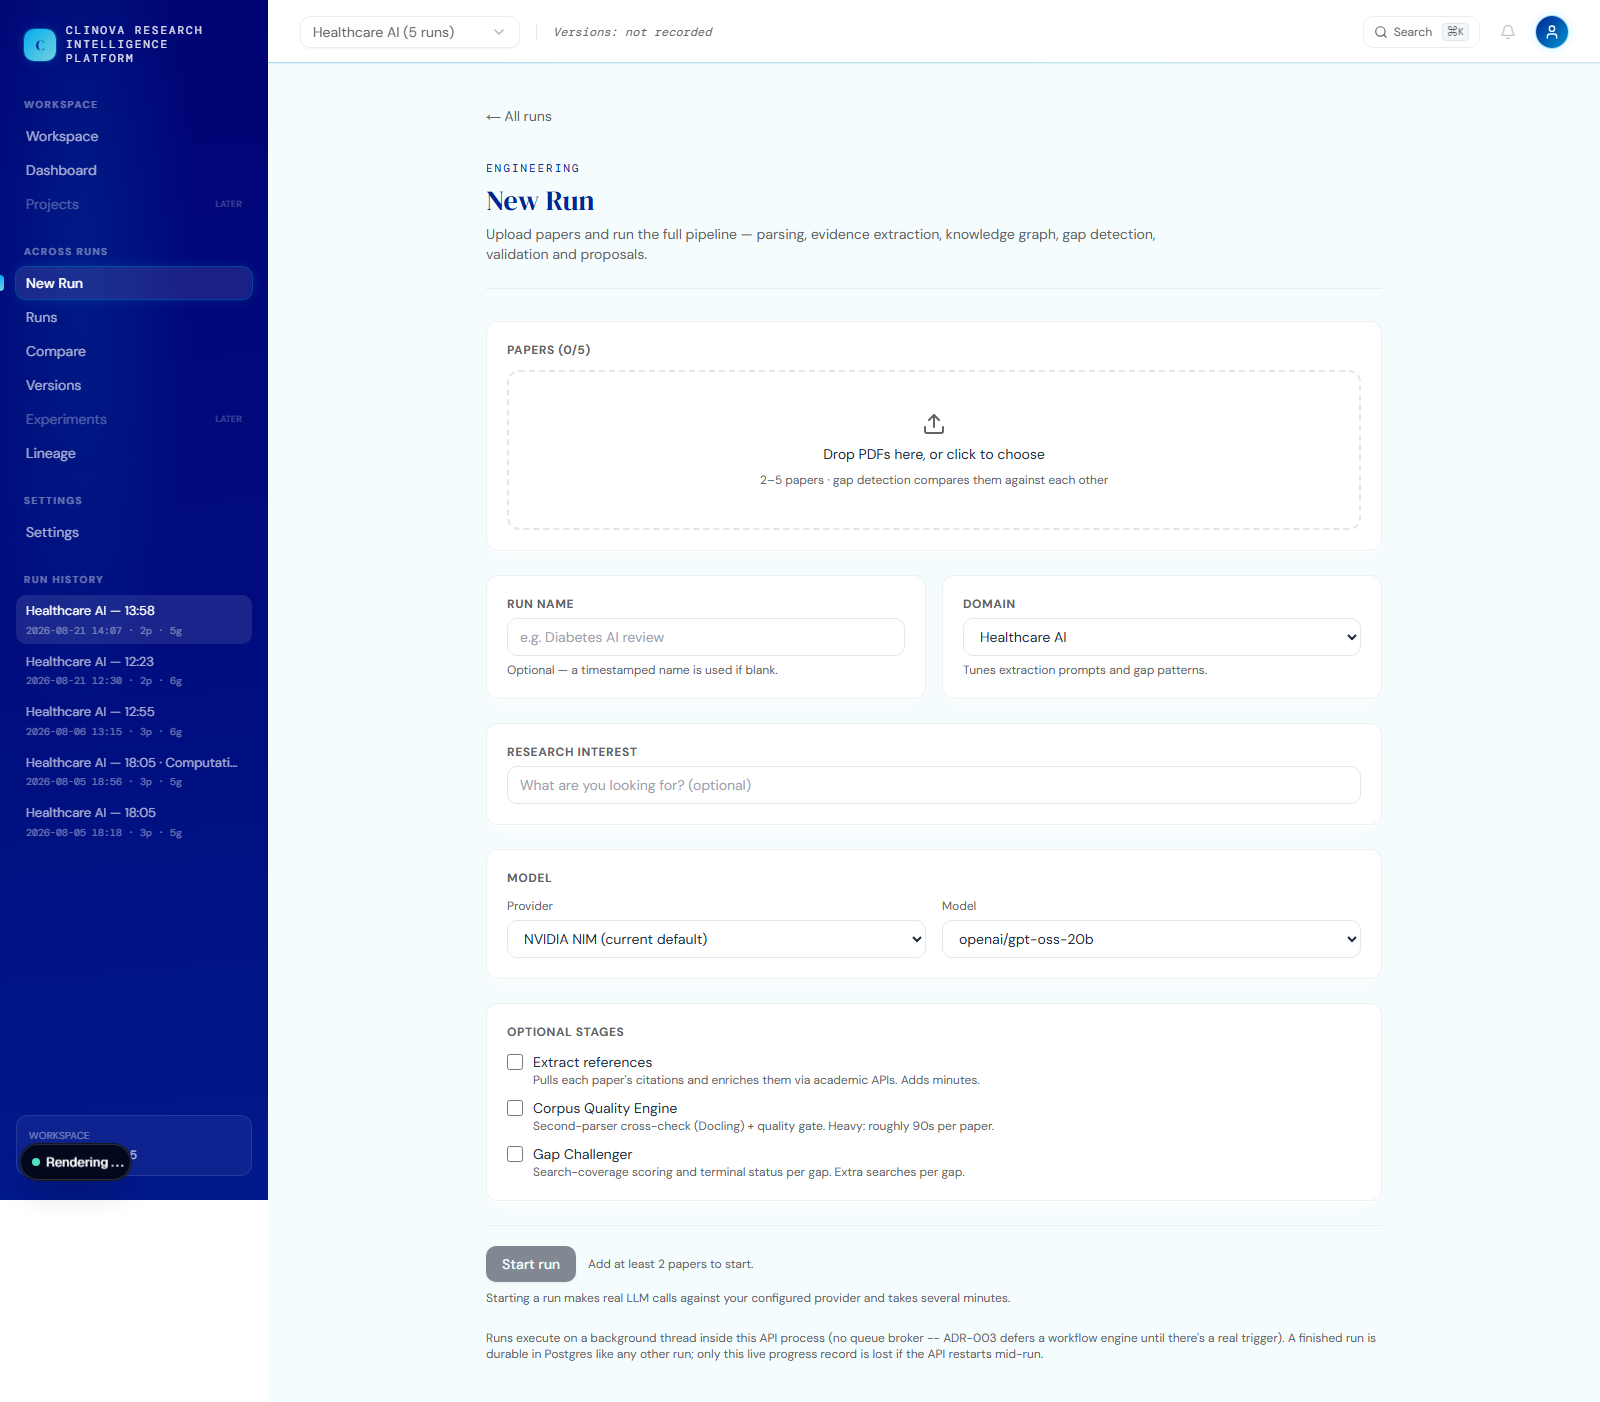 C
CLINOVA RESEARCH
INTELLIGENCE
PLATFORM
WORKSPACE
Workspace
Dashboard
Projects LATER
ACROSS RUNS
New Run
Runs
Compare
Versions
Experiments LATER
Lineage
SETTINGS
Settings
RUN HISTORY
Healthcare AI — 13:58
2026-08-21 14:07 · 2p · 5g
Healthcare AI — 12:23
2026-08-21 12:30 · 2p · 6g
Healthcare AI — 12:55
2026-08-06 13:15 · 3p · 6g
Healthcare AI — 18:05 · Computati...
2026-08-05 18:56 · 3p · 5g
Healthcare AI — 18:05
2026-08-05 18:18 · 3p · 5g
WORKSPACE
5
Rendering ...
Healthcare AI (5 runs)
Versions: not recorded
Search ⌘K
← All runs
ENGINEERING
New Run
Upload papers and run the full pipeline — parsing, evidence extraction, knowledge graph, gap detection,
validation and proposals.
PAPERS (0/5)
Drop PDFs here, or click to choose
2–5 papers · gap detection compares them against each other
RUN NAME
e.g. Diabetes AI review
Optional — a timestamped name is used if blank.
DOMAIN
Healthcare AI
Tunes extraction prompts and gap patterns.
RESEARCH INTEREST
What are you looking for? (optional)
MODEL
Provider
NVIDIA NIM (current default)
Model
openai/gpt-oss-20b
OPTIONAL STAGES
Extract references
Pulls each paper's citations and enriches them via academic APIs. Adds minutes.
Corpus Quality Engine
Second-parser cross-check (Docling) + quality gate. Heavy: roughly 90s per paper.
Gap Challenger
Search-coverage scoring and terminal status per gap. Extra searches per gap.
Start run
Add at least 2 papers to start.
Starting a run makes real LLM calls against your configured provider and takes several minutes.
Runs execute on a background thread inside this API process (no queue broker -- ADR-003 defers a workflow engine until there's a real trigger). A finished run is
durable in Postgres like any other run; only this live progress record is lost if the API restarts mid-run.